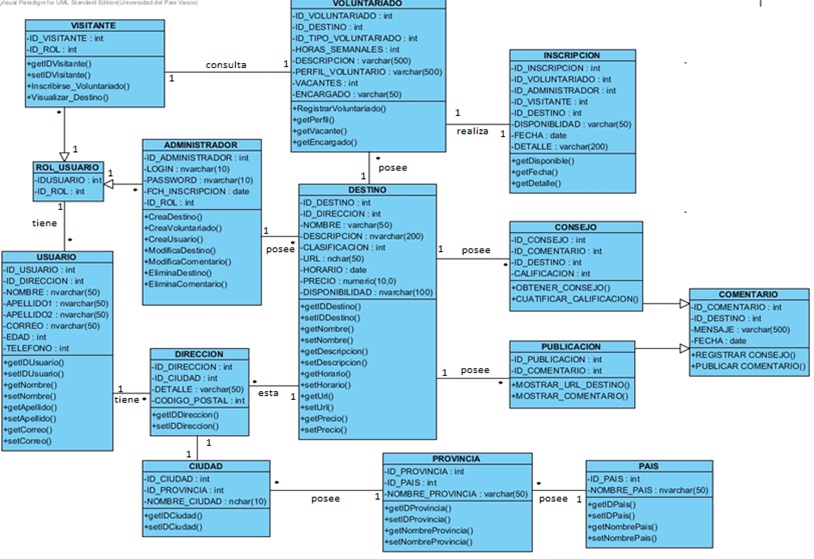 Visual Paradigm for UML Standard Edition(Universidad del Pais Vasco)
VISITANTE
-ID_VISITANTE : int
-ID_ROL : int
+getIDVisitante()
+setIDVisitante()
+Inscribirse_Voluntariado()
+Visualizar_Destino()
consulta
1
1
VOLUNTARIADO
-ID_VOLUNTARIADO : int
-ID_DESTINO : int
-ID_TIPO_VOLUNTARIADO : int
-HORAS_SEMANALES : int
-DESCRIPCION : varchar(500)
-PERFIL_VOLUNTARIO : varchar(500)
-VACANTES : int
-ENCARGADO : varchar(50)
+RegistrarVoluntariado()
+getPerfil()
+getVacante()
+getEncargado()
1
realiza
1
INSCRIPCION
-ID_INSCRIPCION : int
-ID_VOLUNTARIADO : int
-ID_ADMINISTRADOR : int
-ID_VISITANTE : int
-ID_DESTINO : int
-DISPONIBLIDAD : varchar(50)
-FECHA : date
-DETALLE : varchar(200)
+getDisponible()
+getFecha()
+getDetalle()
*
1
ROL_USUARIO
-IDUSUARIO : int
-ID_ROL : int
1
*
1
tiene
*
ADMINISTRADOR
-ID_ADMINISTRADOR : int
-LOGIN : nvarchar(10)
-PASSWORD : nvarchar(10)
-FCH_INSCRIPCION : date
-ID_ROL : int
+CreaDestino()
+CreaVoluntariado()
+CreaUsuario()
+ModificaDestino()
+ModificaComentario()
+EliminaDestino()
+EliminaComentario()
1
posee
*
*
posee
1
DESTINO
-ID_DESTINO : int
-ID_DIRECCION : int
-NOMBRE : varchar(50)
-DESCRIPCION : nvarchar(200)
-CLASIFICACION : int
-URL : nchar(50)
-HORARIO : date
-PRECIO : numeric(10,0)
-DISPONIBILIDAD : nvarchar(100)
+getIDDestino()
+setIDDestino()
+getNombre()
+setNombre()
+getDescripcion()
+setDescripcion()
+getHorario()
+setHorario()
+getUrl()
+setUrl()
+getPrecio()
+setPrecio()
1
posee
*
CONSEJO
-ID_CONSEJO : int
-ID_COMENTARIO : int
-ID_DESTINO : int
-CALIFICACION : int
+OBTENER_CONSEJO()
+CUATIFICAR_CALIFICACION()
COMENTARIO
-ID_COMENTARIO : int
-ID_DESTINO : int
-MENSAJE : varchar(500)
-FECHA : date
+REGISTRAR CONSEJO()
+PUBLICAR COMENTARIO()
1
posee
*
PUBLICACION
-ID_PUBLICACION : int
-ID_COMENTARIO : int
+MOSTRAR_URL_DESTINO()
+MOSTRAR_COMENTARIO()
USUARIO
-ID_USUARIO : int
-ID_DIRECCION : int
-NOMBRE : nvarchar(50)
-APELLIDO1 : nvarchar(50)
-APELLIDO2 : nvarchar(50)
-CORREO : nvarchar(50)
-EDAD : int
-TELEFONO : int
+getIDUsuario()
+setIDUsuario()
+getNombre()
+setNombre()
+getApellido()
+setApellido()
+getCorreo()
+setCorreo()
1
tiene
*
DIRECCION
-ID_DIRECCION : int
-ID_CIUDAD : int
-DETALLE : varchar(50)
-CODIGO_POSTAL : int
+getIDDireccion()
+setIDDireccion()
*
esta
1
1
1
CIUDAD
-ID_CIUDAD : int
-ID_PROVINCIA : int
-NOMBRE_CIUDAD : nchar(10)
+getIDCiudad()
+setIDCiudad()
*
posee
1
PROVINCIA
-ID_PROVINCIA : int
-ID_PAIS : int
-NOMBRE_PROVINCIA : varchar(50)
+getIDProvincia()
+setIDProvincia()
+getNombreProvincia()
+setNombreProvincia()
*
posee
1
PAIS
-ID_PAIS : int
-NOMBRE_PAIS : nvarchar(50)
+getIDPais()
+setIDPais()
+getNombrePais()
+setNombrePais()